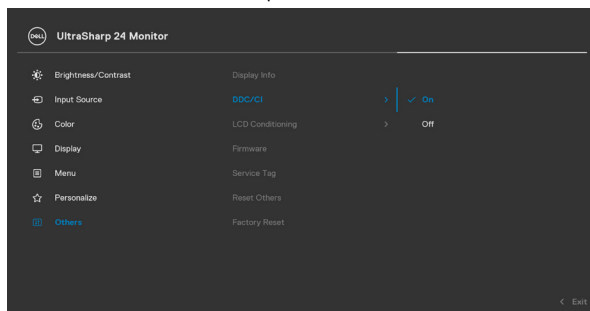 DELL UltraSharp 24 Monitor
Brightness/Contrast
Input Source
Color
Display
Menu
Personalize
Others
Display Info
DDC/CI
LCD Conditioning
Firmware
Service Tag
Reset Others
Factory Reset
On
Off
Exit